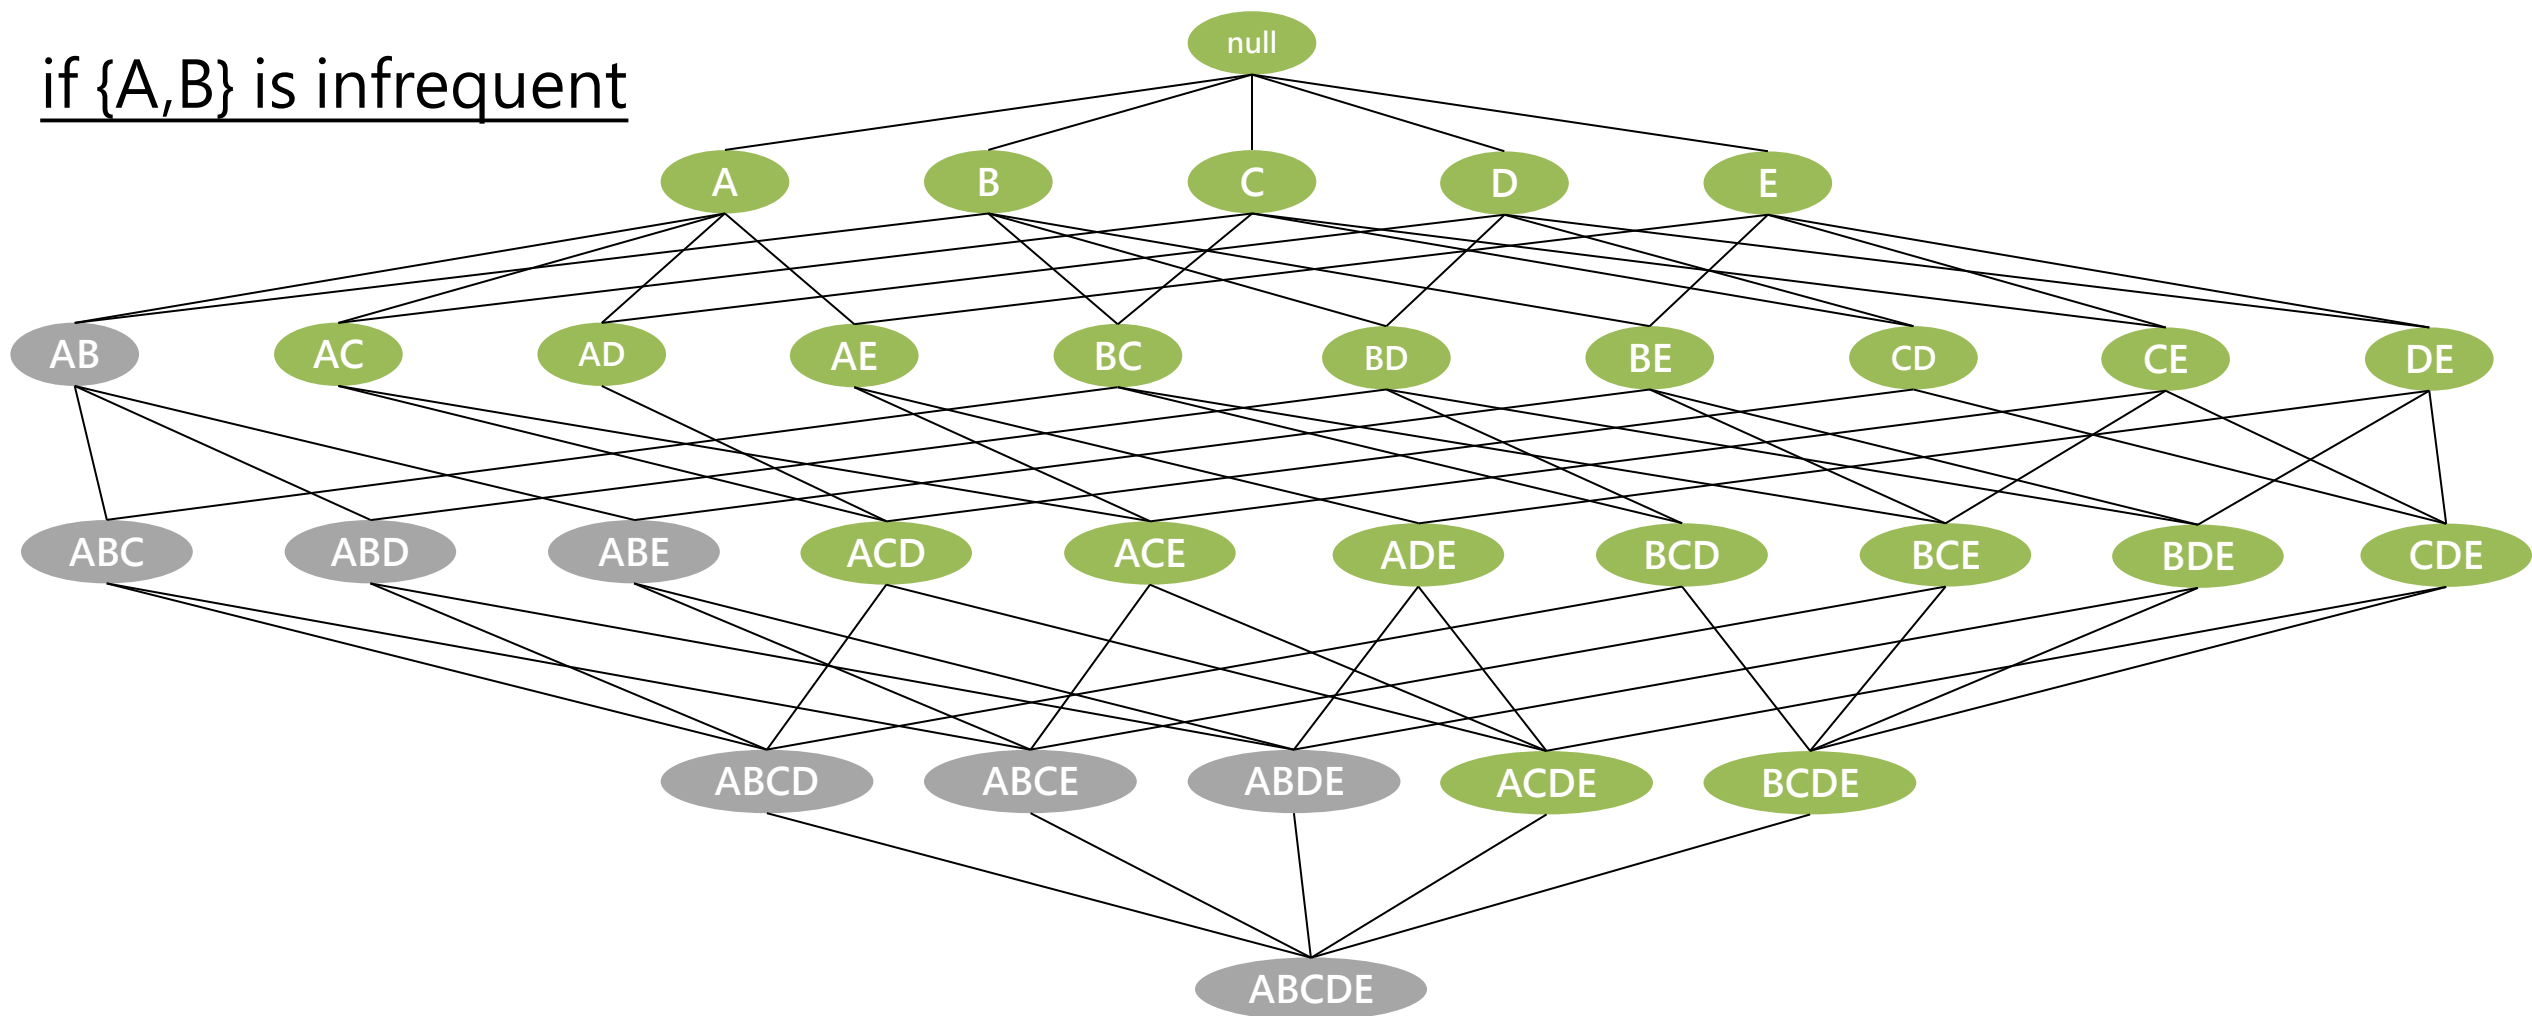 if {A,B} is infrequent
null
A B C D E
AB AC AD AE BC BD BE CD CE DE
ABC ABD ABE ACD ACE ADE BCD BCE BDE CDE
ABCD ABCE ABDE ACDE BCDE
ABCDE